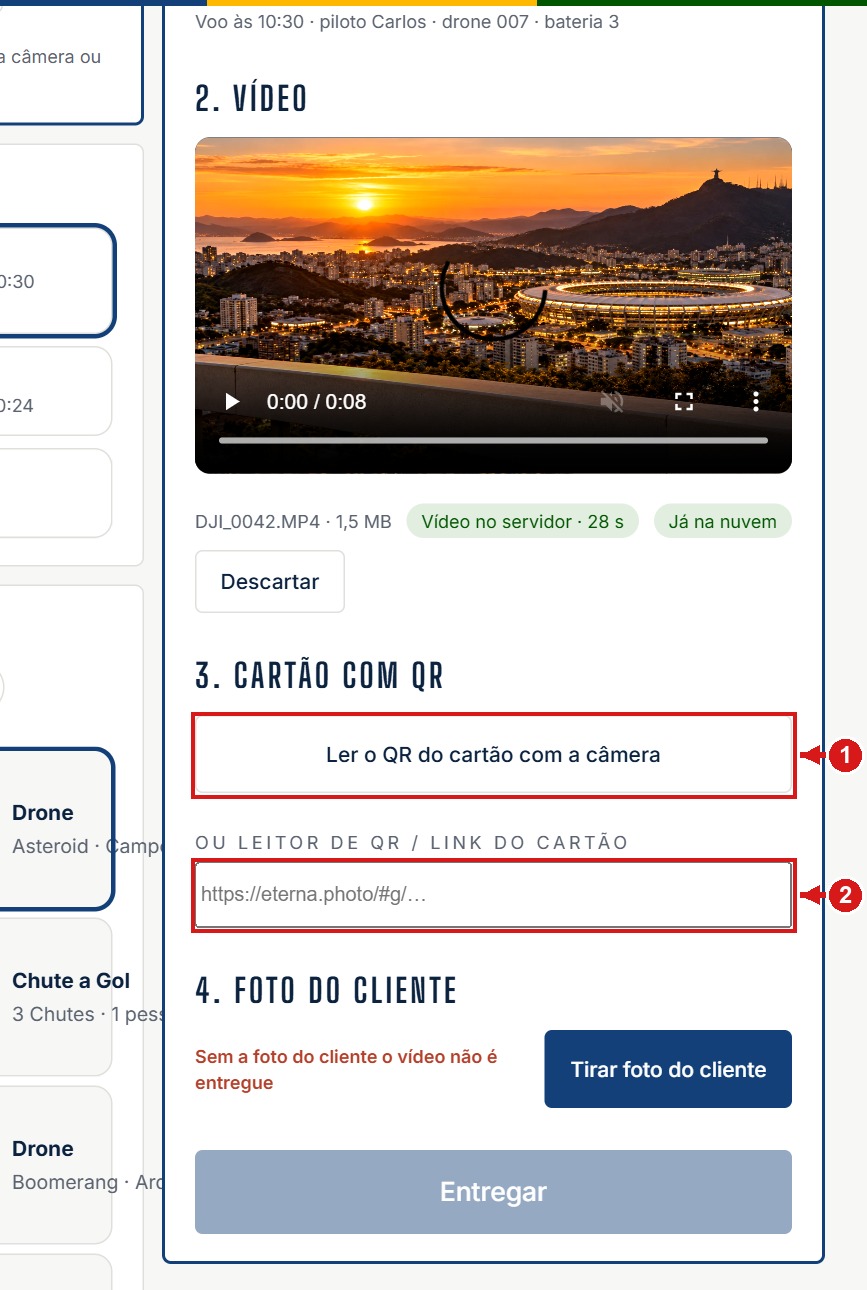 Voo às 10:30 · piloto Carlos · drone 007 · bateria 3
a câmera ou
2. VÍDEO
0:30
0:24
0:00 / 0:08
DJI_0042.MP4 · 1,5 MB
Vídeo no servidor · 28 s
Já na nuvem
Descartar
3. CARTÃO COM QR
Ler o QR do cartão com a câmera
1
OU LEITOR DE QR / LINK DO CARTÃO
https://eterna.photo/#g/…
2
Drone
Asteroid ·
Chute a Gol
3 Chutes · 1
4. FOTO DO CLIENTE
Sem a foto do cliente o vídeo não é
entregue
Tirar foto do cliente
Drone
Boomerang ·
Entregar